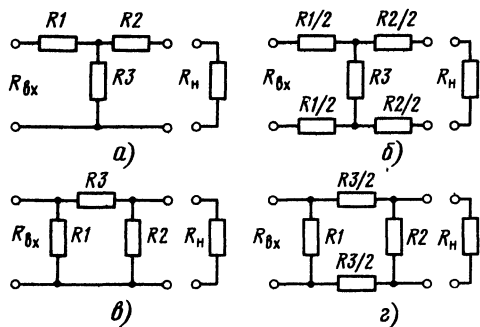 R1 R2
R3
Rвх
Rн
а)
R1/2 R2/2
R3
Rвх
Rн
R1/2 R2/2
б)
R3
Rвх R1 R2 Rн
в)
R3/2
Rвх R1 R2 Rн
R3/2
г)